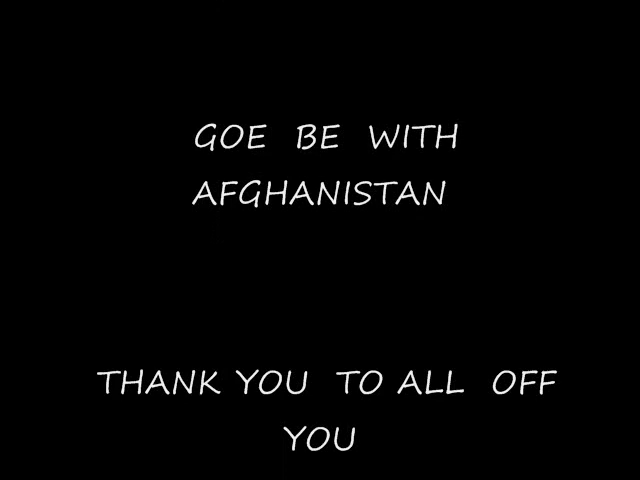 GOE BE WITH
AFGHANISTAN
THANK YOU TO ALL OFF
YOU